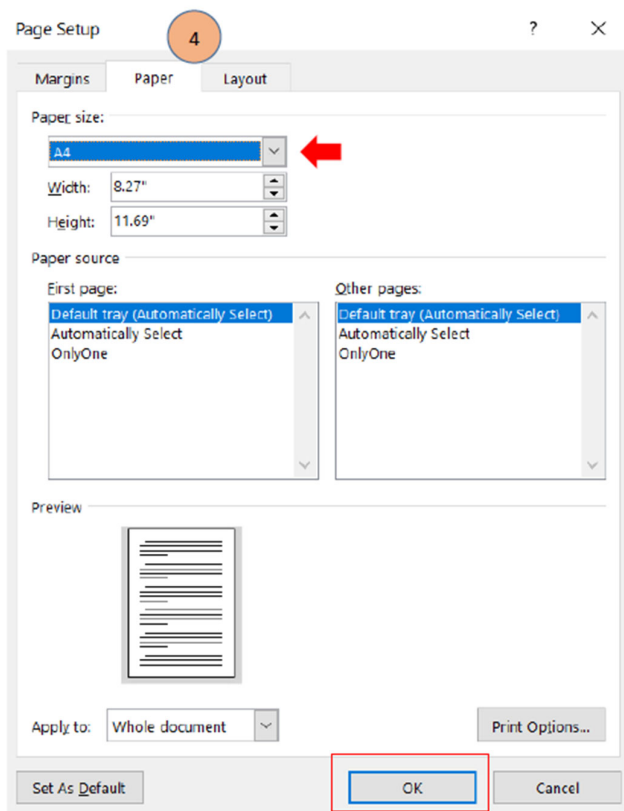 Page Setup
4
?
Margins
Paper
Layout
Paper size:
A4
Width: 8.27"
Height: 11.69"
Paper source
First page:
Default tray (Automatically Select)
Automatically Select
OnlyOne
Other pages:
Default tray (Automatically Select)
Automatically Select
OnlyOne
Preview
Apply to: Whole document
Print Options...
Set As Default
OK
Cancel